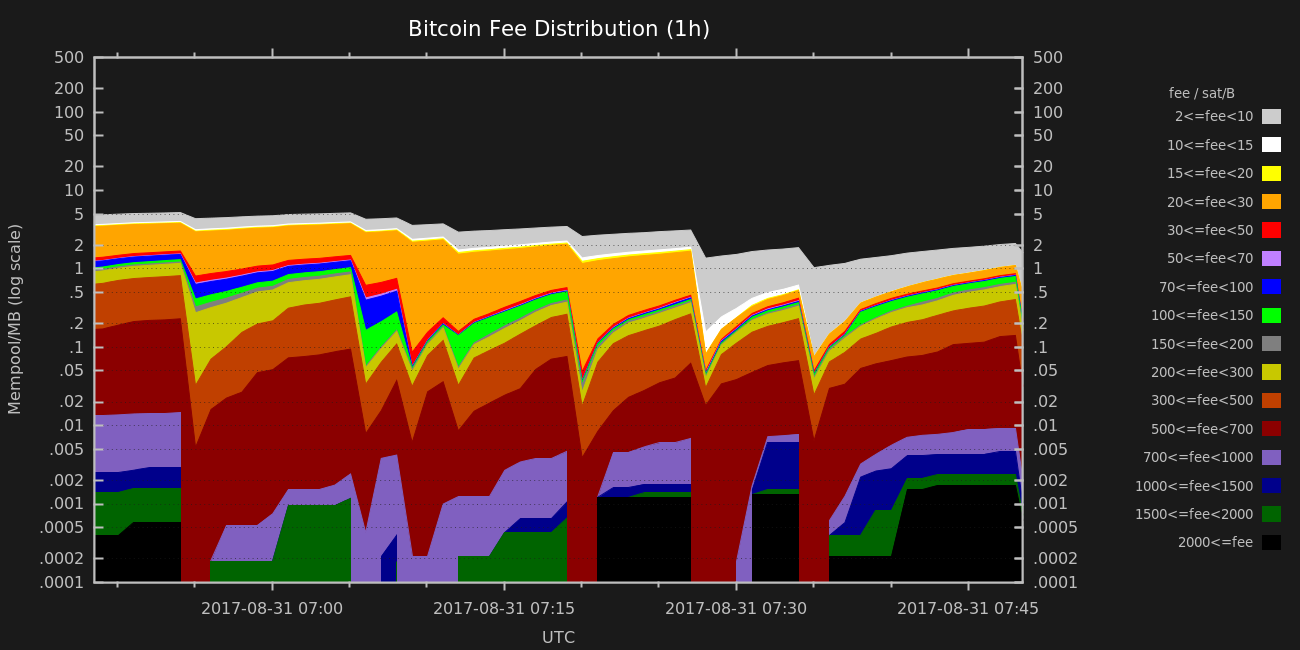 Bitcoin Fee Distribution (1h)
Mempool/MB (log scale)
500
200
100
50
20
10
5
2
1
.5
.2
.1
.05
.02
.01
.005
.002
.001
.0005
.0002
.0001
500
200
100
50
20
10
5
2
1
.5
.2
.1
.05
.02
.01
.005
.002
.001
.0005
.0002
.0001
2017-08-31 07:00 2017-08-31 07:15 2017-08-31 07:30 2017-08-31 07:45
UTC
fee / sat/B
2<=fee<10
10<=fee<15
15<=fee<20
20<=fee<30
30<=fee<50
50<=fee<70
70<=fee<100
100<=fee<150
150<=fee<200
200<=fee<300
300<=fee<500
500<=fee<700
700<=fee<1000
1000<=fee<1500
1500<=fee<2000
2000<=fee